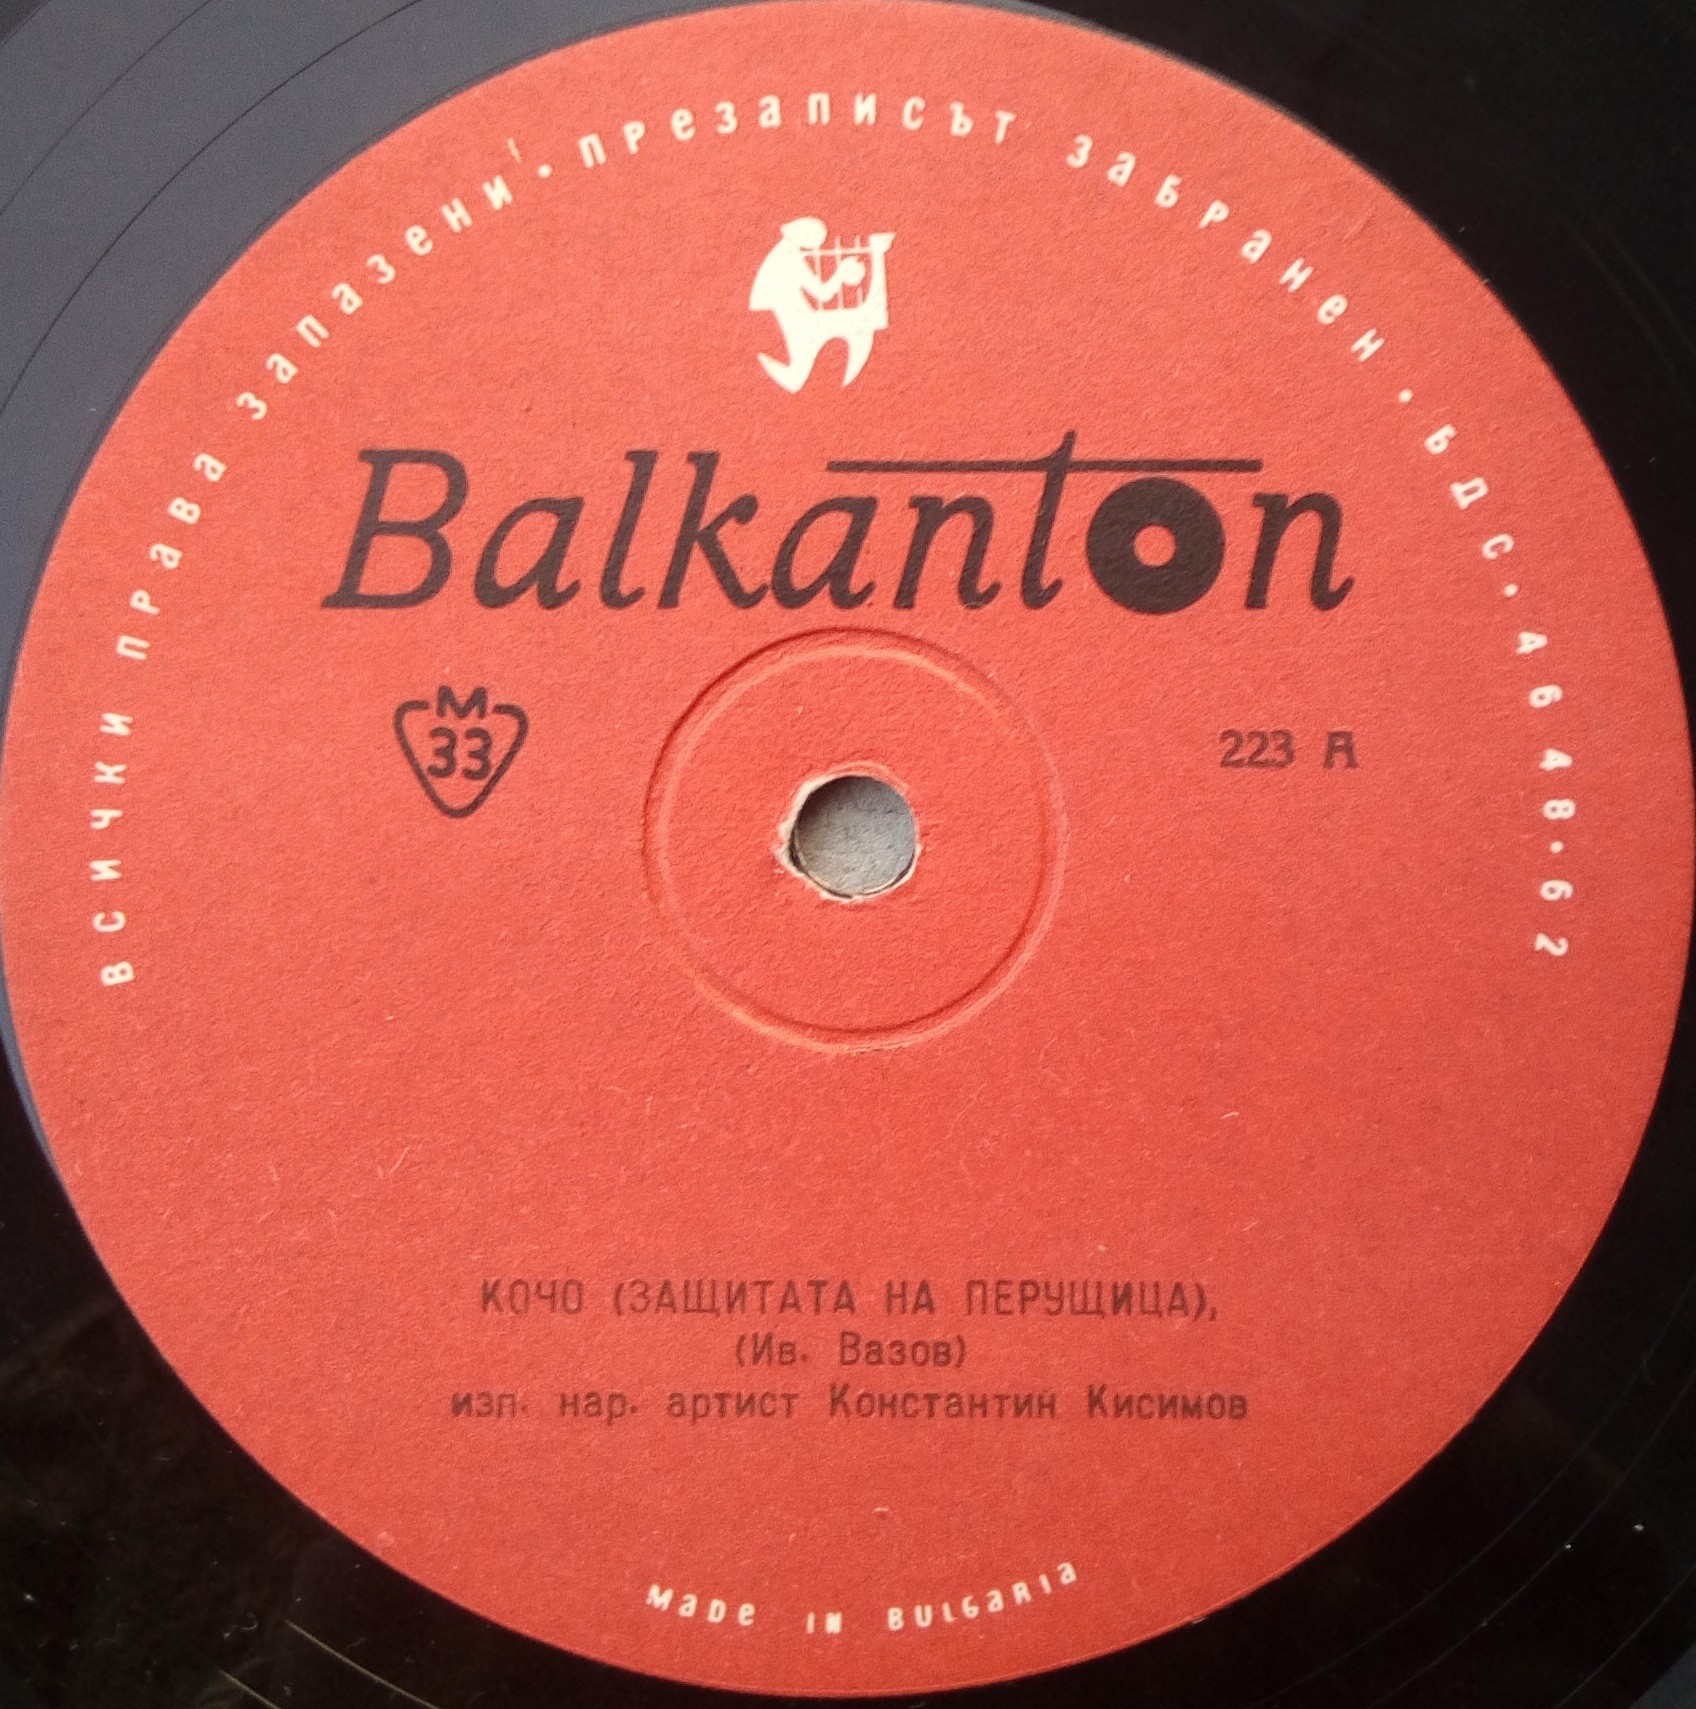 всички права запазени · презаписът забранен · бдс · 4648 · 62
Balkanton
М
33
223 А
КОЧО (ЗАЩИТАТА НА ПЕРУЩИЦА),
(Ив. Вазов)
изп. нар. артист Константин Кисимов
made in Bulgaria